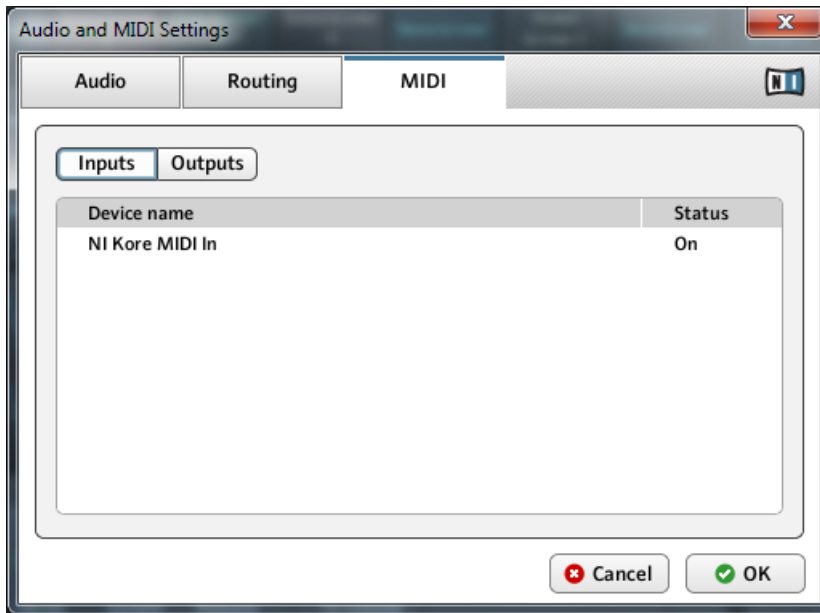 Audio and MIDI Settings
Audio Routing MIDI NI
Inputs Outputs
Device name Status
NI Kore MIDI In On
Cancel OK